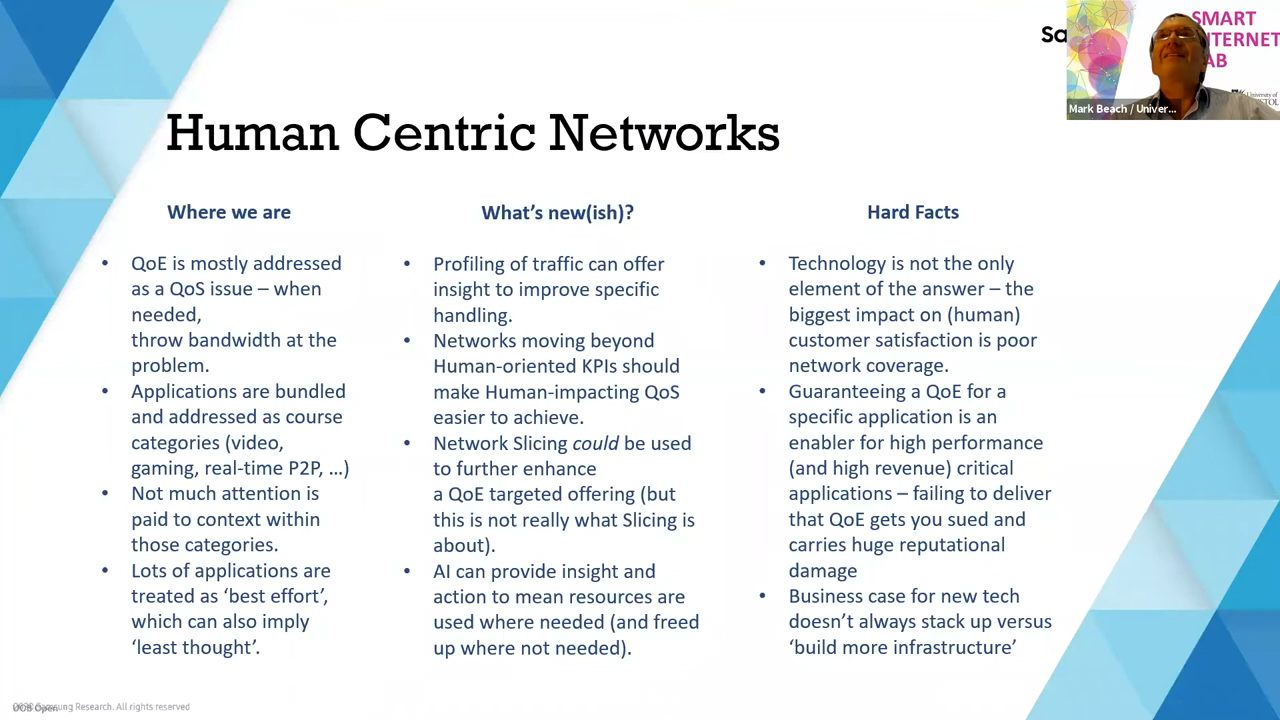 Sa
SMART
INTERNET
LAB
University of
Mark Beach / Univer...
Human Centric Networks
Where we are
• QoE is mostly addressed
as a QoS issue – when
needed,
throw bandwidth at the
problem.
• Applications are bundled
and addressed as course
categories (video,
gaming, real-time P2P, …)
• Not much attention is
paid to context within
those categories.
• Lots of applications are
treated as ‘best effort’,
which can also imply
‘least thought’.
What’s new(ish)?
• Profiling of traffic can offer
insight to improve specific
handling.
• Networks moving beyond
Human-oriented KPIs should
make Human-impacting QoS
easier to achieve.
• Network Slicing could be used
to further enhance
a QoE targeted offering (but
this is not really what Slicing is
about).
• AI can provide insight and
action to mean resources are
used where needed (and freed
up where not needed).
Hard Facts
• Technology is not the only
element of the answer – the
biggest impact on (human)
customer satisfaction is poor
network coverage.
• Guaranteeing a QoE for a
specific application is an
enabler for high performance
(and high revenue) critical
applications – failing to deliver
that QoE gets you sued and
carries huge reputational
damage
• Business case for new tech
doesn’t always stack up versus
‘build more infrastructure’
Samsung Research. All rights reserved
UOB Open